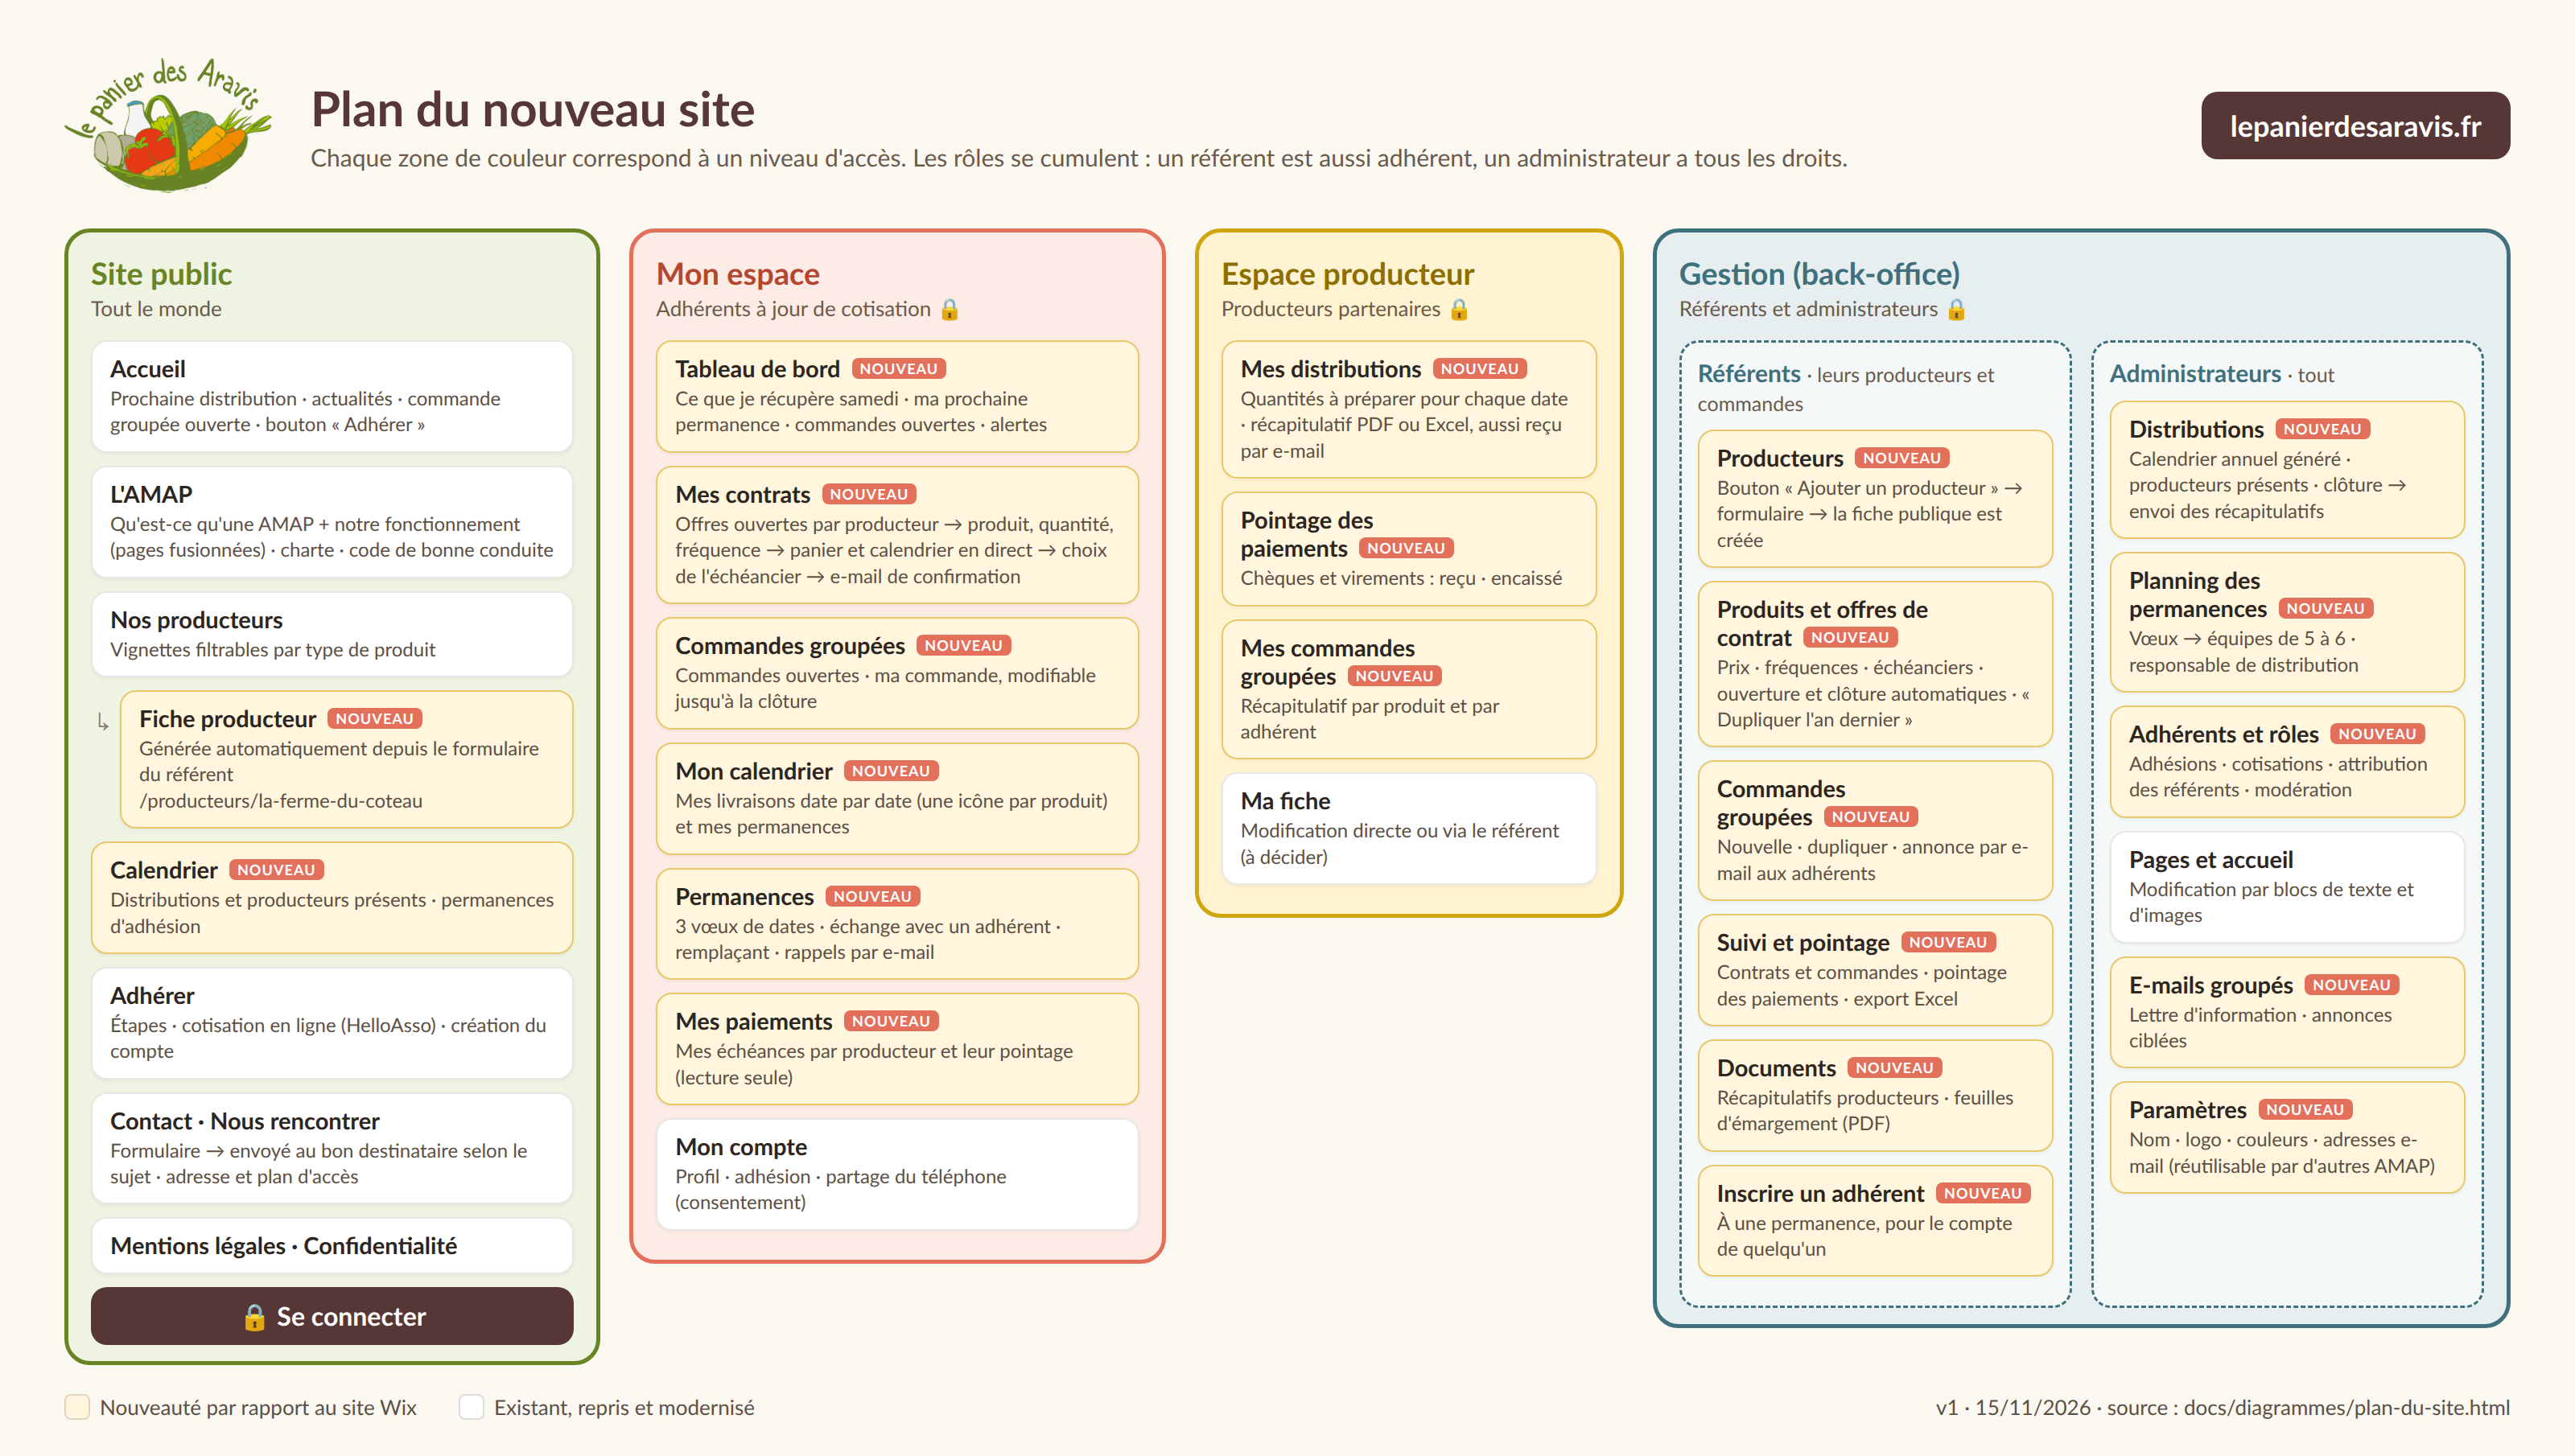 le panier des Aravis
Plan du nouveau site
Chaque zone de couleur correspond à un niveau d'accès. Les rôles se cumulent : un référent est aussi adhérent, un administrateur a tous les droits.
lepanierdesaravis.fr
Site public
Tout le monde
Accueil
Prochaine distribution · actualités · commande
groupée ouverte · bouton « Adhérer »
L'AMAP
Qu'est-ce qu'une AMAP + notre fonctionnement
(pages fusionnées) · charte · code de bonne conduite
Nos producteurs
Vignettes filtrables par type de produit
↳ Fiche producteur NOUVEAU
Générée automatiquement depuis le formulaire
du référent
/producteurs/la-ferme-du-coteau
Calendrier NOUVEAU
Distributions et producteurs présents · permanences
d'adhésion
Adhérer
Étapes · cotisation en ligne (HelloAsso) · création du
compte
Contact · Nous rencontrer
Formulaire → envoyé au bon destinataire selon le
sujet · adresse et plan d'accès
Mentions légales · Confidentialité
🔒 Se connecter
Mon espace
Adhérents à jour de cotisation 🔒
Tableau de bord NOUVEAU
Ce que je récupère samedi · ma prochaine
permanence · commandes ouvertes · alertes
Mes contrats NOUVEAU
Offres ouvertes par producteur → produit, quantité,
fréquence → panier et calendrier en direct → choix
de l'échéancier → e-mail de confirmation
Commandes groupées NOUVEAU
Commandes ouvertes · ma commande, modifiable
jusqu'à la clôture
Mon calendrier NOUVEAU
Mes livraisons date par date (une icône par produit)
et mes permanences
Permanences NOUVEAU
3 vœux de dates · échange avec un adhérent ·
remplaçant · rappels par e-mail
Mes paiements NOUVEAU
Mes échéances par producteur et leur pointage
(lecture seule)
Mon compte
Profil · adhésion · partage du téléphone
(consentement)
Espace producteur
Producteurs partenaires 🔒
Mes distributions NOUVEAU
Quantités à préparer pour chaque date
· récapitulatif PDF ou Excel, aussi reçu
par e-mail
Pointage des
paiements NOUVEAU
Chèques et virements : reçu · encaissé
Mes commandes
groupées NOUVEAU
Récapitulatif par produit et par
adhérent
Ma fiche
Modification directe ou via le référent
(à décider)
Gestion (back-office)
Référents et administrateurs 🔒
Référents · leurs producteurs et
commandes
Producteurs NOUVEAU
Bouton « Ajouter un producteur » →
formulaire → la fiche publique est
créée
Produits et offres de
contrat NOUVEAU
Prix · fréquences · échéanciers ·
ouverture et clôture automatiques · «
Dupliquer l'an dernier »
Commandes
groupées NOUVEAU
Nouvelle · dupliquer · annonce par e-
mail aux adhérents
Suivi et pointage NOUVEAU
Contrats et commandes · pointage
des paiements · export Excel
Documents NOUVEAU
Récapitulatifs producteurs · feuilles
d'émargement (PDF)
Inscrire un adhérent NOUVEAU
À une permanence, pour le compte
de quelqu'un
Administrateurs · tout
Distributions NOUVEAU
Calendrier annuel généré ·
producteurs présents · clôture →
envoi des récapitulatifs
Planning des
permanences NOUVEAU
Vœux → équipes de 5 à 6 ·
responsable de distribution
Adhérents et rôles NOUVEAU
Adhésions · cotisations · attribution
des référents · modération
Pages et accueil
Modification par blocs de texte et
d'images
E-mails groupés NOUVEAU
Lettre d'information · annonces
ciblées
Paramètres NOUVEAU
Nom · logo · couleurs · adresses e-
mail (réutilisable par d'autres AMAP)
Nouveauté par rapport au site Wix
Existant, repris et modernisé
v1 · 15/11/2026 · source : docs/diagrammes/plan-du-site.html